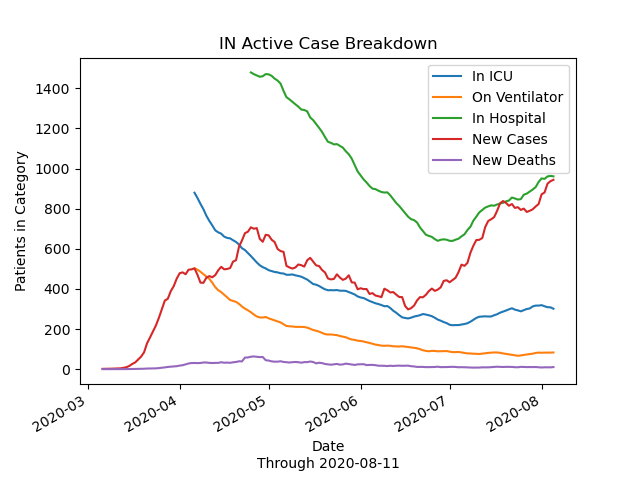 IN Active Case Breakdown
In ICU
On Ventilator
In Hospital
New Cases
New Deaths
Patients in Category
1400
1200
1000
800
600
400
200
0
2020-03
2020-04
2020-05
2020-06
2020-07
2020-08
Date
Through 2020-08-11